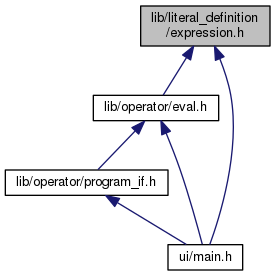 lib/literal_definition
/expression.h
lib/operator/eval.h
lib/operator/program_if.h
ui/main.h